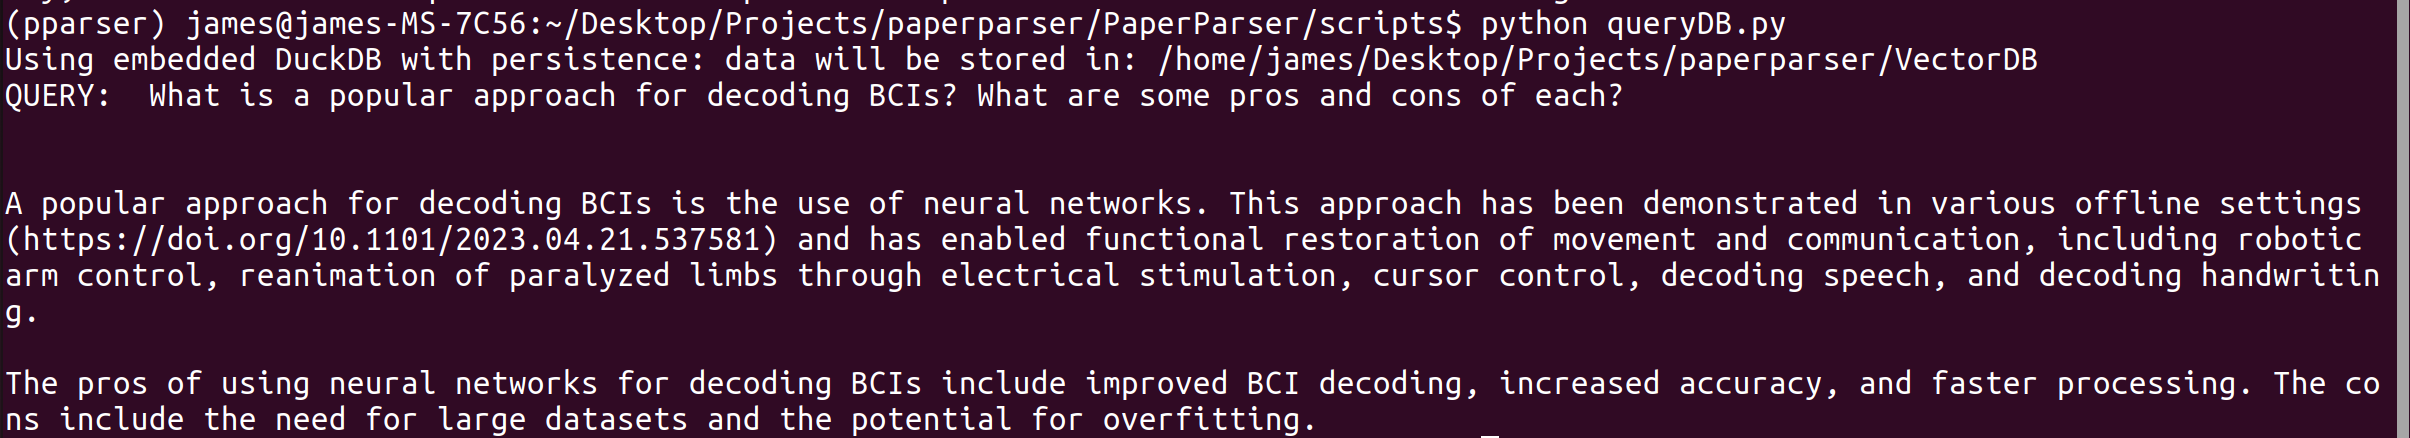 (pparser) james@james-MS-7C56:~/Desktop/Projects/paperparser/PaperParser/scripts$ python queryDB.py
Using embedded DuckDB with persistence: data will be stored in: /home/james/Desktop/Projects/paperparser/VectorDB
QUERY:  What is a popular approach for decoding BCIs? What are some pros and cons of each?
A popular approach for decoding BCIs is the use of neural networks. This approach has been demonstrated in various offline settings
(https://doi.org/10.1101/2023.04.21.537581) and has enabled functional restoration of movement and communication, including robotic
arm control, reanimation of paralyzed limbs through electrical stimulation, cursor control, decoding speech, and decoding handwritin
g.
The pros of using neural networks for decoding BCIs include improved BCI decoding, increased accuracy, and faster processing. The co
ns include the need for large datasets and the potential for overfitting.